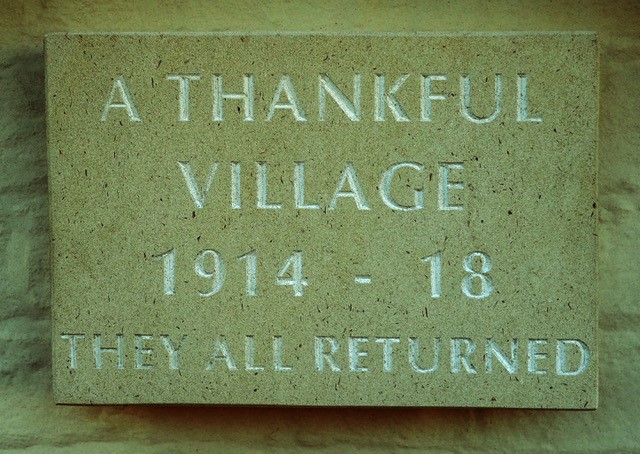 A THANKFUL
VILLAGE
1914 - 18
THEY ALL RETURNED